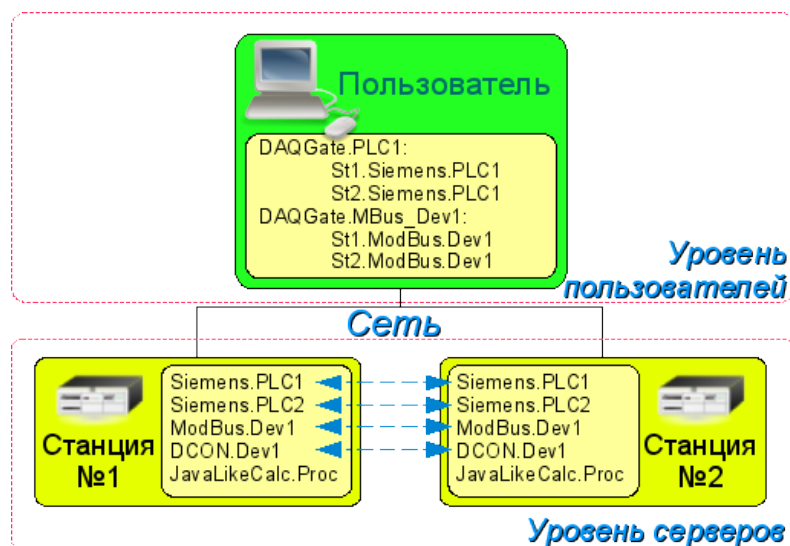 Пользователь
DAQGate.PLC1:
St1.Siemens.PLC1
St2.Siemens.PLC1
DAQGate.MBus_Dev1:
St1.ModBus.Dev1
St2.ModBus.Dev1
Уровень
пользователей
Сеть
Станция
№1
Siemens.PLC1
Siemens.PLC2
ModBus.Dev1
DCON.Dev1
JavaLikeCalc.Proc
Siemens.PLC1
Siemens.PLC2
ModBus.Dev1
DCON.Dev1
JavaLikeCalc.Proc
Станция
№2
Уровень серверов